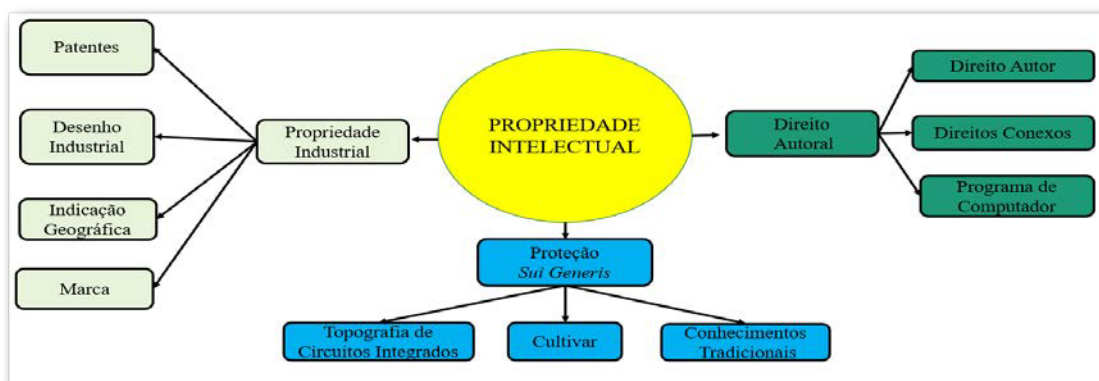 Patentes
Desenho
Industrial
Indicação
Geográfica
Marca
Propriedade
Industrial
PROPRIEDADE
INTELECTUAL
Direito
Autoral
Direito Autor
Direitos Conexos
Programa de
Computador
Proteção
Sui Generis
Topografia de
Circuitos Integrados
Cultivar
Conhecimentos
Tradicionais